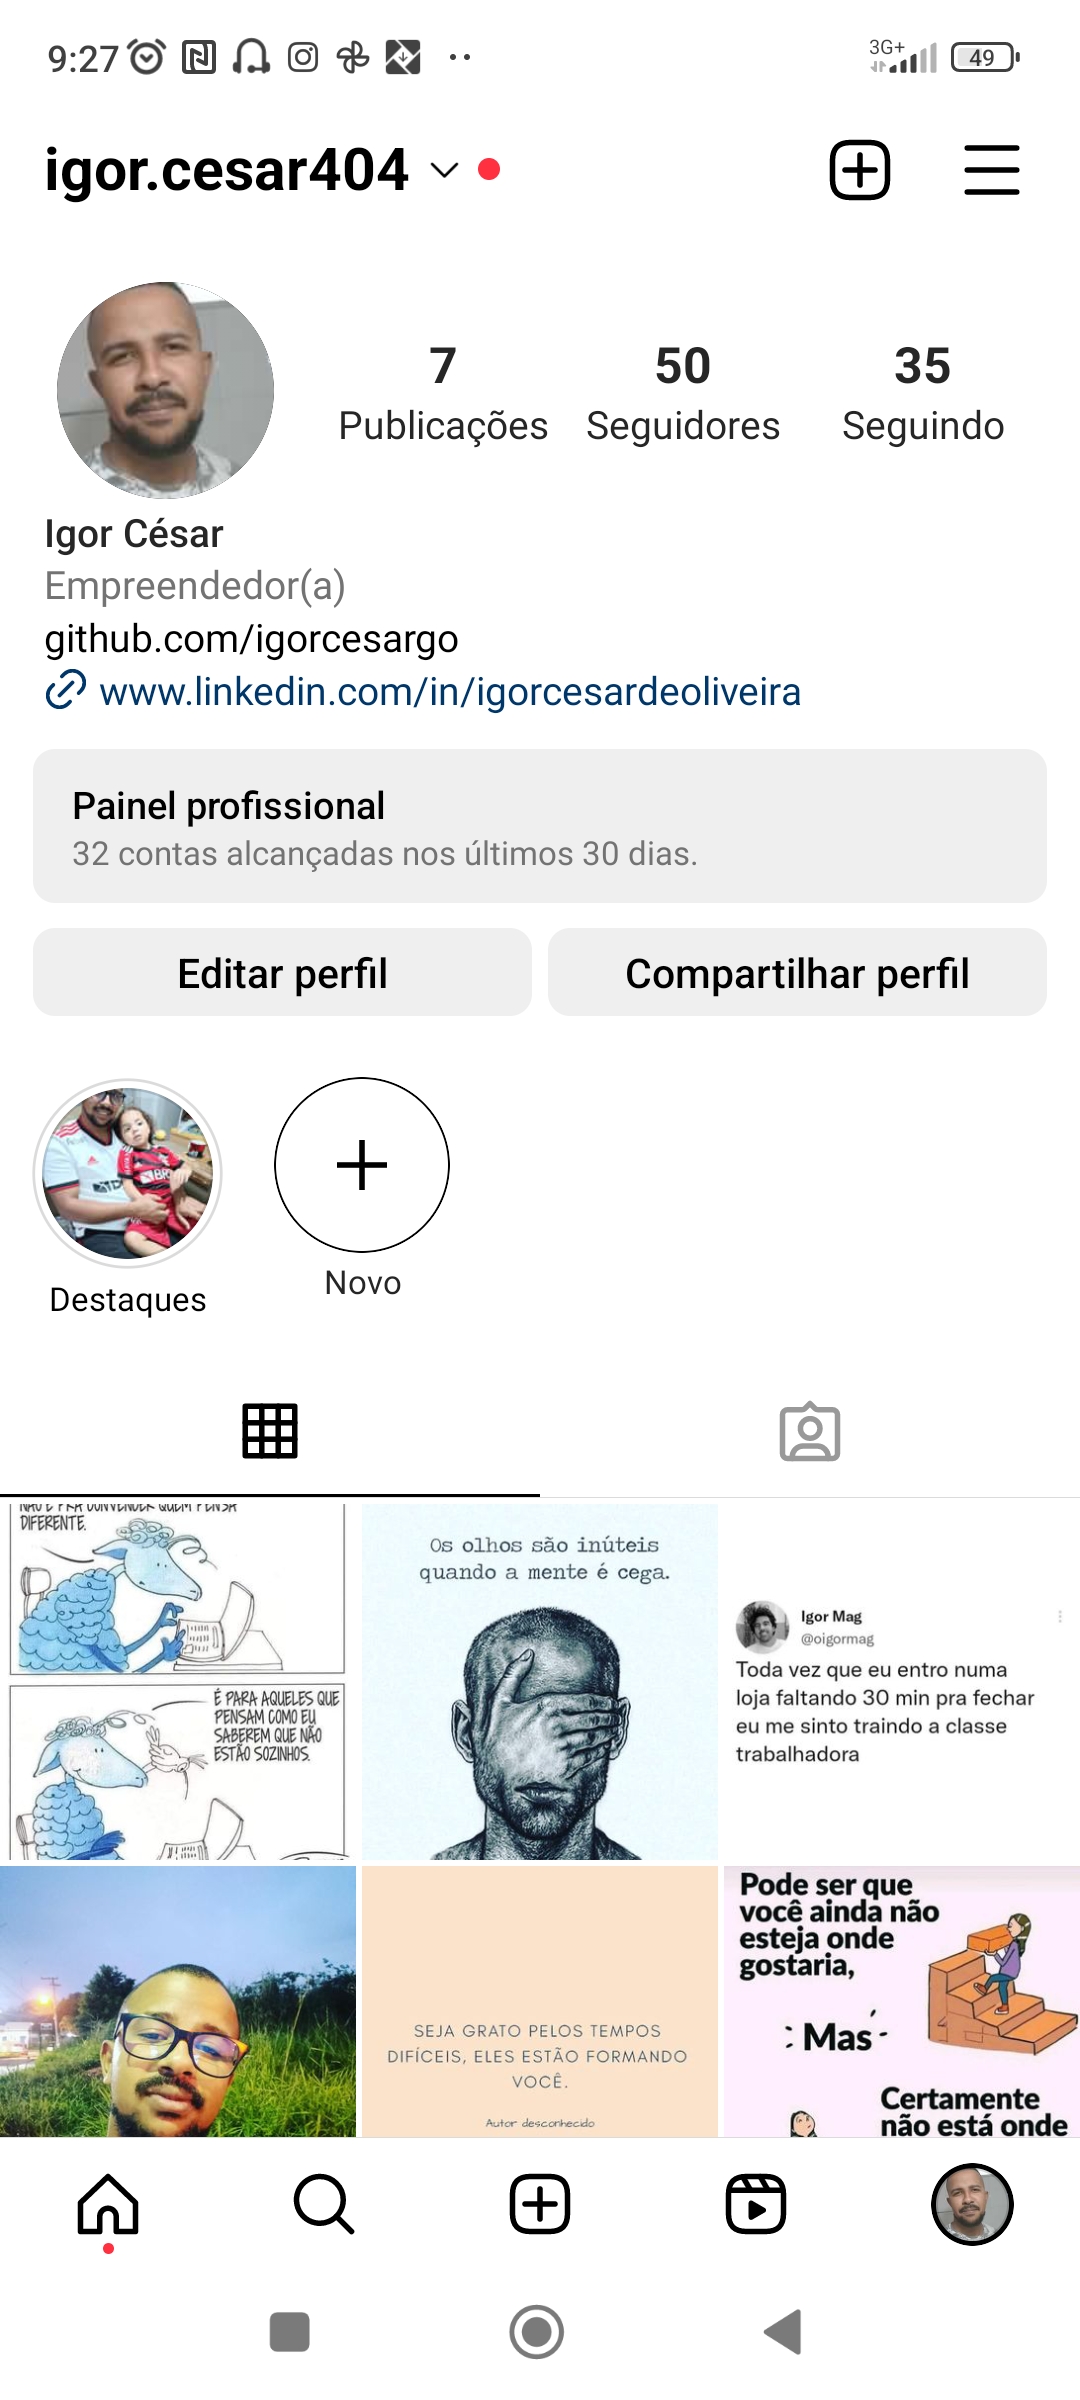 9:27
3G+
49
igor.cesar404
7
50
35
Publicações
Seguidores
Seguindo
Igor César
Empreendedor(a)
github.com/igorcesargo
www.linkedin.com/in/igorcesardeoliveira
Painel profissional
32 contas alcançadas nos últimos 30 dias.
Editar perfil
Compartilhar perfil
Destaques
Novo
NÃO É PRA CONVENCER QUEM PENSA
DIFERENTE.
É PARA AQUELES QUE
PENSAM COMO EU
SABEREM QUE NÃO
ESTÃO SOZINHOS.
Os olhos são inúteis
quando a mente é cega.
Igor Mag
@oigormag
Toda vez que eu entro numa
loja faltando 30 min pra fechar
eu me sinto traindo a classe
trabalhadora
SEJA GRATO PELOS TEMPOS
DIFÍCEIS, ELES ESTÃO FORMANDO
VOCÊ.
Autor desconhecido
Pode ser que
você ainda não
esteja onde
gostaria,
Mas
Certamente
não está onde